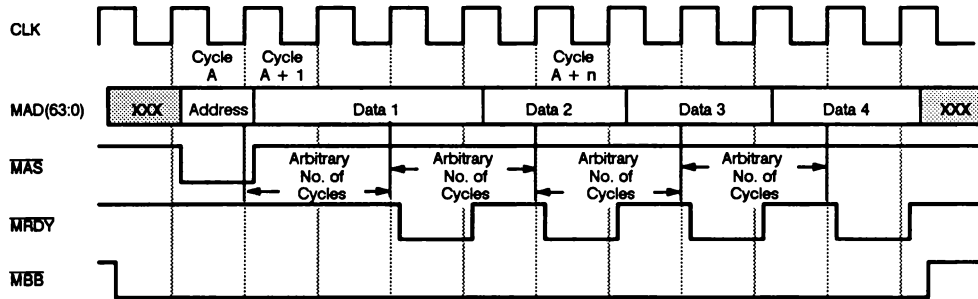 CLK
Cycle A
Cycle A + 1
Cycle A + n
MAD(63:0)
XXX Address Data 1 Data 2 Data 3 Data 4 XXX
MAS
Arbitrary No. of Cycles
Arbitrary No. of Cycles
Arbitrary No. of Cycles
Arbitrary No. of Cycles
MRDY
MBB